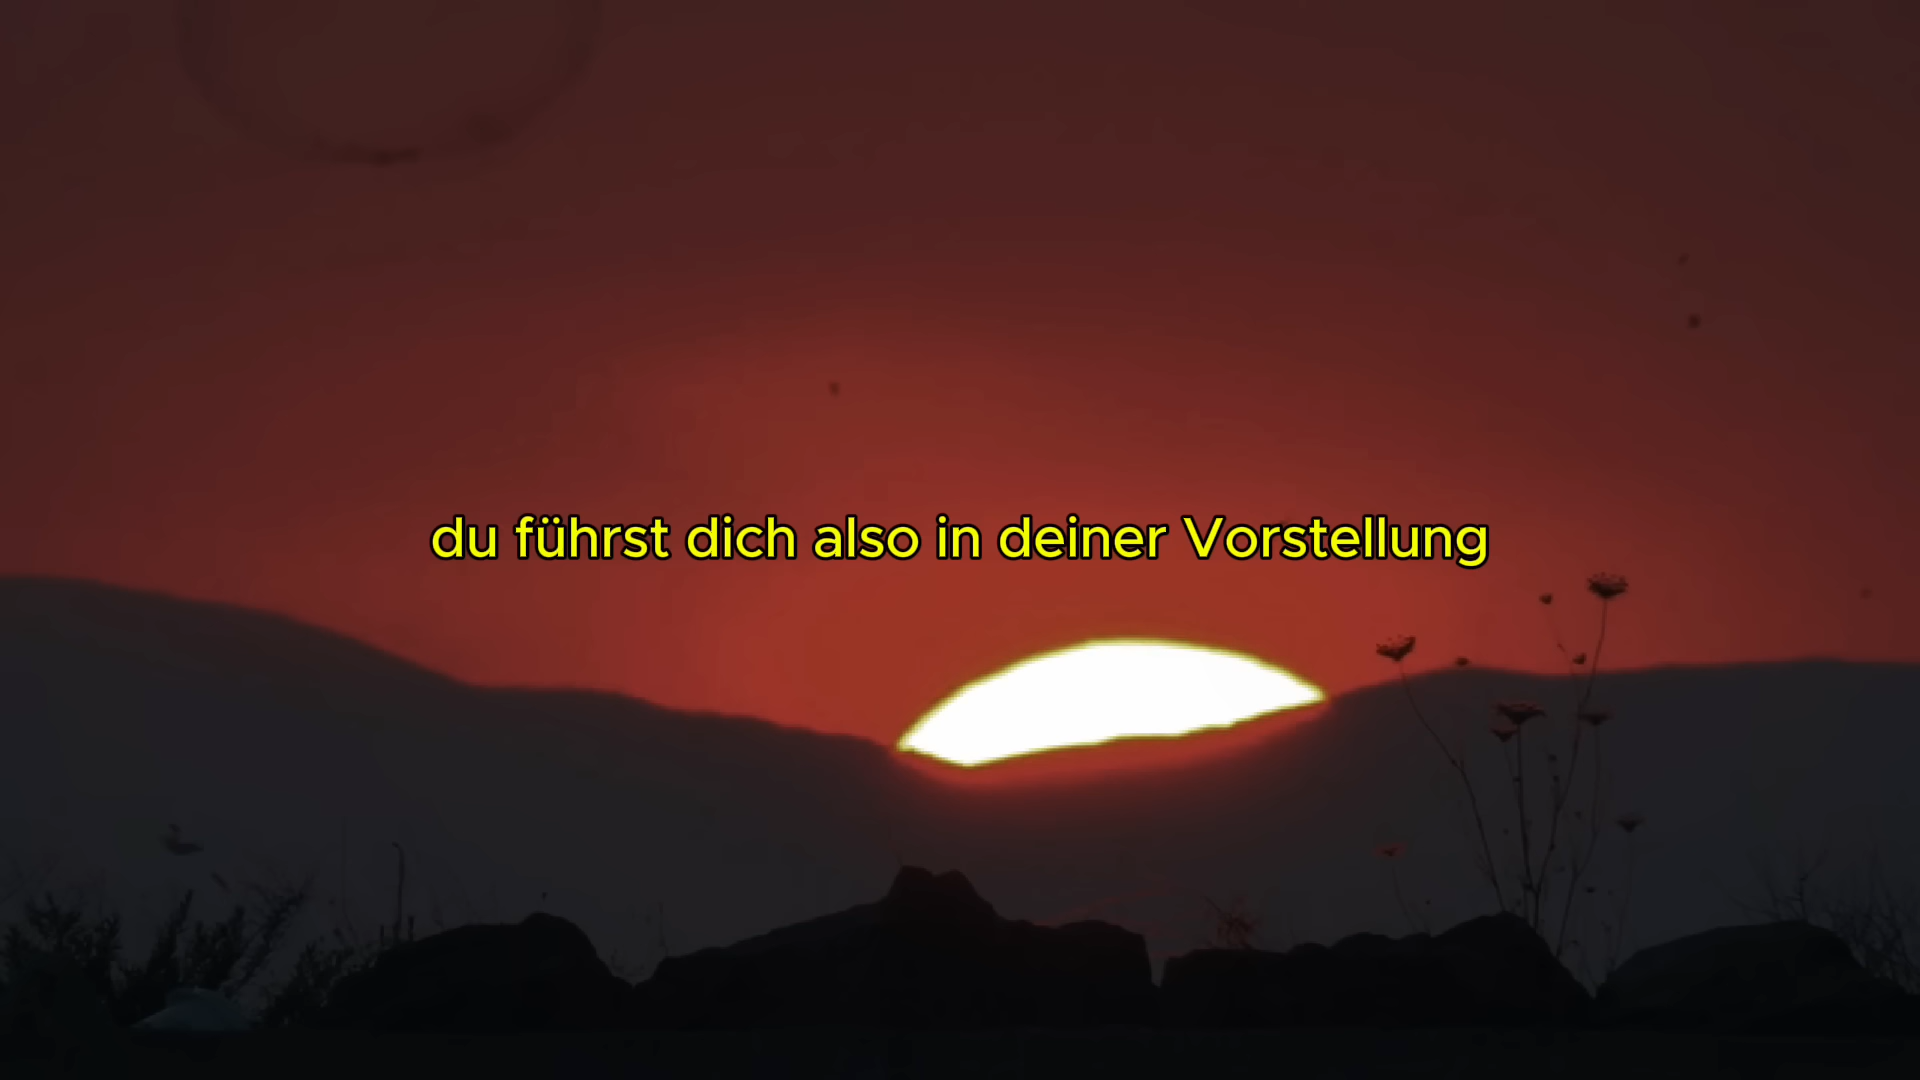 du führst dich also in deiner Vorstellung